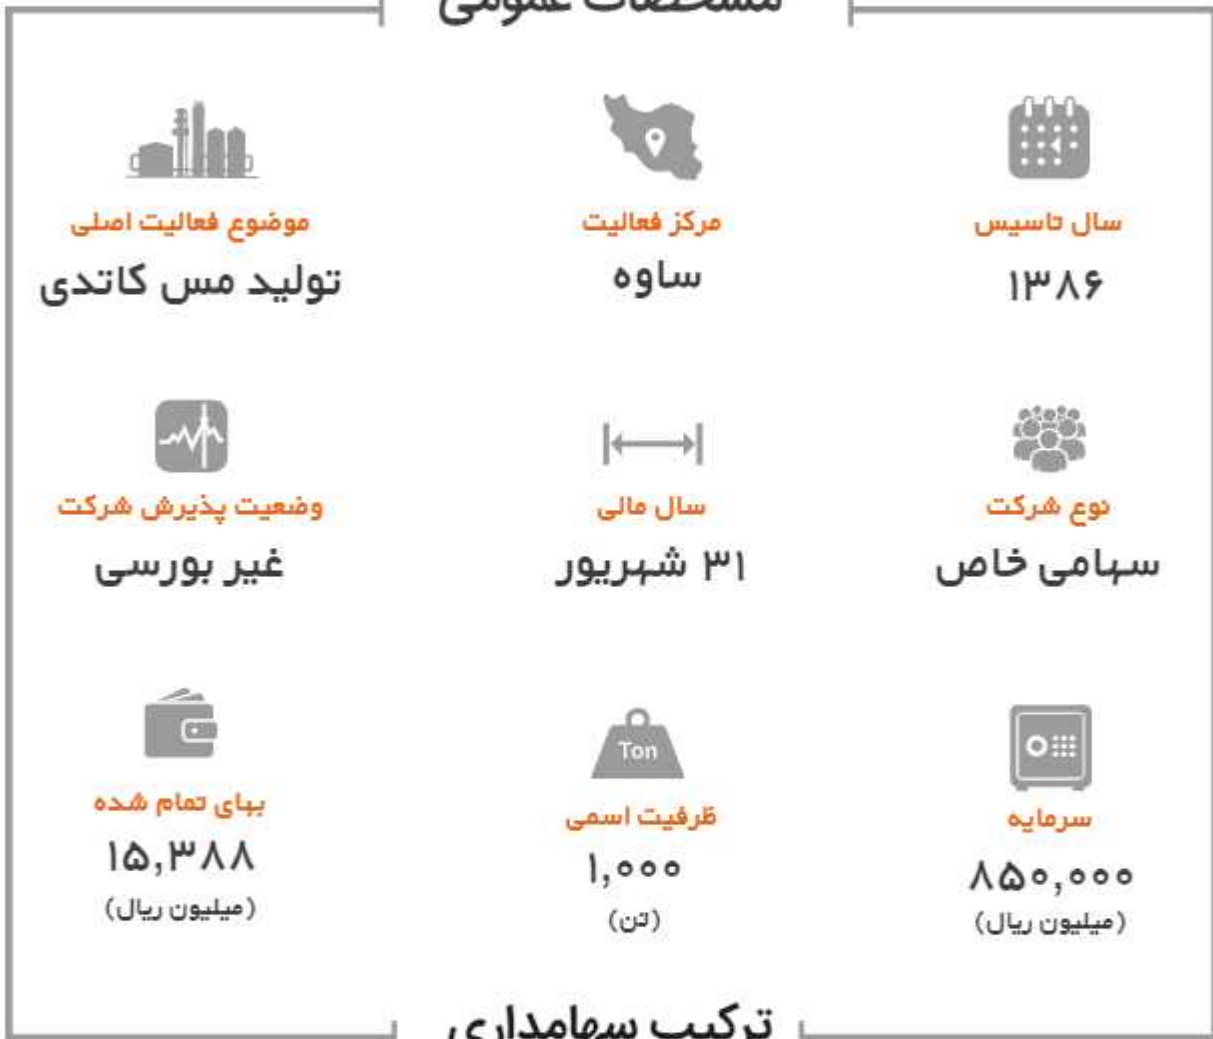 مشخصات عمومی
سال تاسیس
۱۳۸۶
مرکز فعالیت
ساوه
موضوع فعالیت اصلی
تولید مس کاتدی
نوع شرکت
سهامی خاص
سال مالی
۳۱ شهریور
وضعیت پذیرش شرکت
غیر بورسی
سرمایه
۸۵۰,۰۰۰
(میلیون ریال)
Ton
ظرفیت اسمی
۱,۰۰۰
(تن)
بهای تمام شده
۱۵,۳۸۸
(میلیون ریال)
ترکیب سهامداری